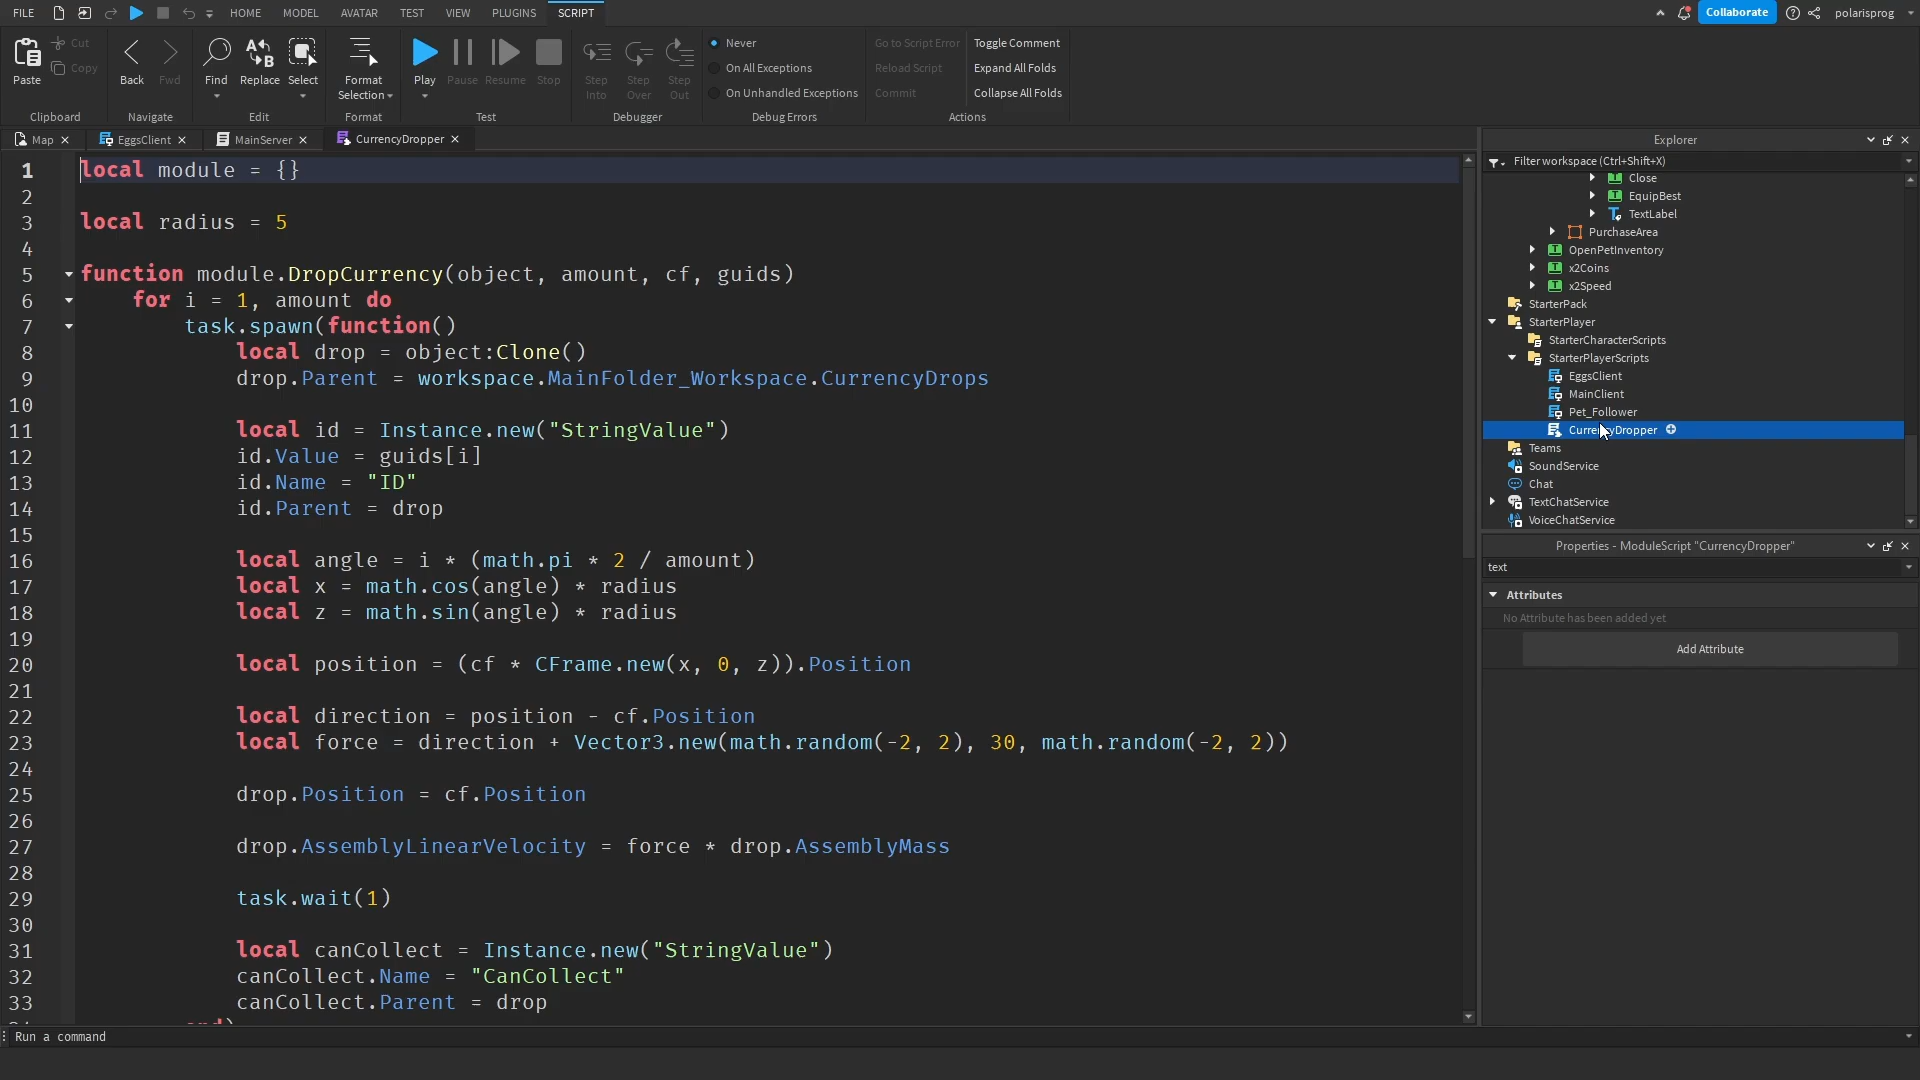 FILE HOME MODEL AVATAR TEST VIEW PLUGINS SCRIPT Collaborate polarisprog
Paste Cut Copy
Back Fwd
Find Replace Select
Format Selection
Play Pause Resume Stop
Step Into Step Over Step Out
Never
On All Exceptions
On Unhandled Exceptions
Go to Script Error
Reload Script
Commit
Toggle Comment
Expand All Folds
Collapse All Folds
Clipboard Navigate Edit Format Test Debugger Debug Errors Actions
Map EggsClient MainServer CurrencyDropper
1 local module = {}
2
3 local radius = 5
4
5 function module.DropCurrency(object, amount, cf, guids)
6 for i = 1, amount do
7 task.spawn(function()
8 local drop = object:Clone()
9 drop.Parent = workspace.MainFolder_Workspace.CurrencyDrops
10
11 local id = Instance.new("StringValue")
12 id.Value = guids[i]
13 id.Name = "ID"
14 id.Parent = drop
15
16 local angle = i * (math.pi * 2 / amount)
17 local x = math.cos(angle) * radius
18 local z = math.sin(angle) * radius
19
20 local position = (cf * CFrame.new(x, 0, z)).Position
21
22 local direction = position - cf.Position
23 local force = direction + Vector3.new(math.random(-2, 2), 30, math.random(-2, 2))
24
25 drop.Position = cf.Position
26
27 drop.AssemblyLinearVelocity = force * drop.AssemblyMass
28
29 task.wait(1)
30
31 local canCollect = Instance.new("StringValue")
32 canCollect.Name = "CanCollect"
33 canCollect.Parent = drop
end)
Explorer
Filter workspace (Ctrl+Shift+X)
Close
EquipBest
TextLabel
PurchaseArea
OpenPetInventory
x2Coins
x2Speed
StarterPack
StarterPlayer
StarterCharacterScripts
StarterPlayerScripts
EggsClient
MainClient
Pet_Follower
CurrencyDropper
Teams
SoundService
Chat
TextChatService
VoiceChatService
Properties - ModuleScript "CurrencyDropper"
text
Attributes
No Attribute has been added yet
Add Attribute
Run a command